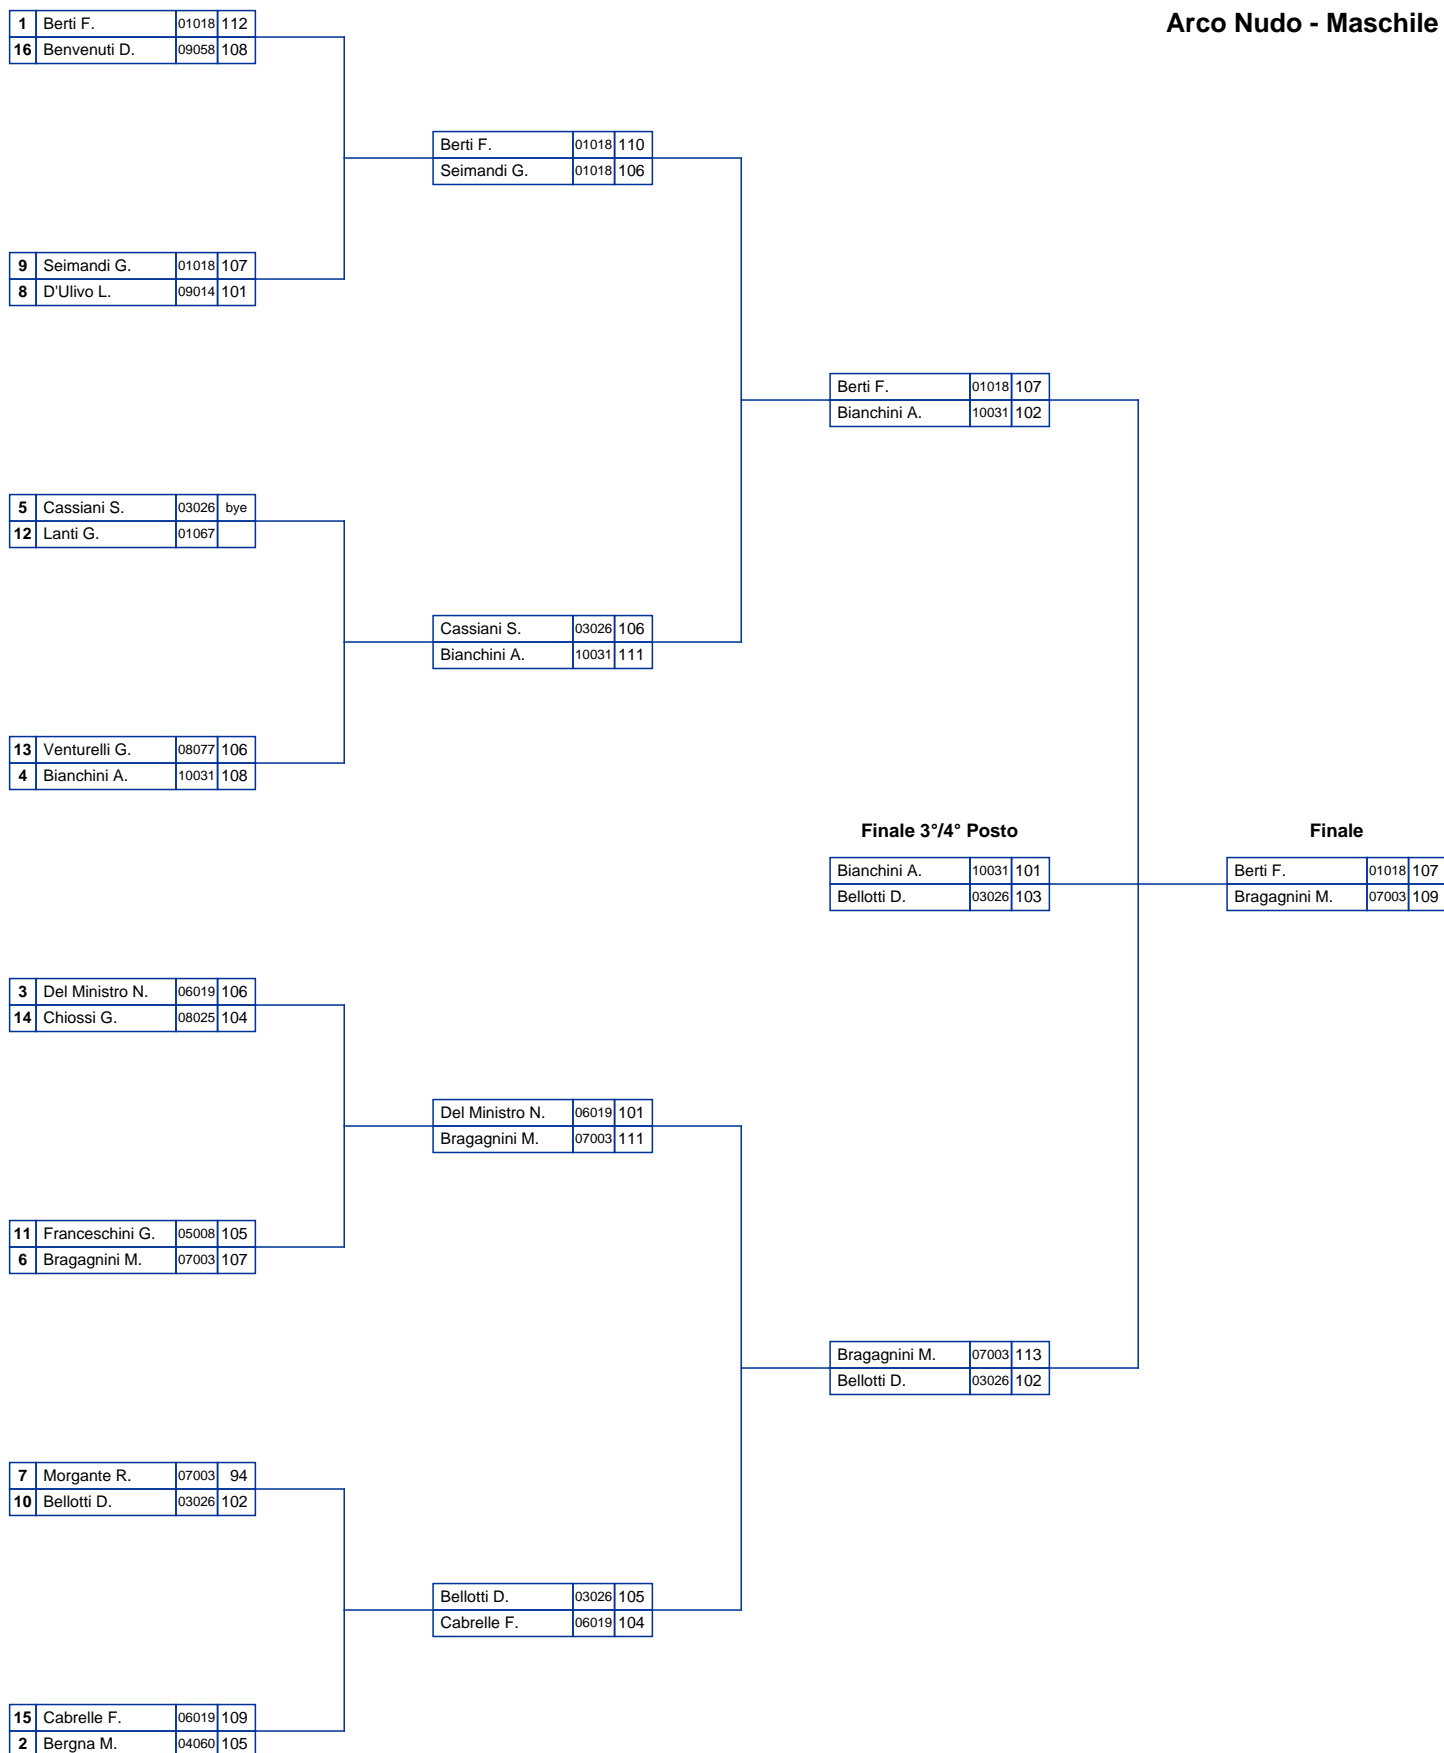 Arco Nudo - Maschile
1 Berti F. 01018 112
16 Benvenuti D. 09058 108
Berti F. 01018 110
Seimandi G. 01018 106
9 Seimandi G. 01018 107
8 D'Ulivo L. 09014 101
Berti F. 01018 107
Bianchini A. 10031 102
5 Cassiani S. 03026 bye
12 Lanti G. 01067
Cassiani S. 03026 106
Bianchini A. 10031 111
13 Venturelli G. 08077 106
4 Bianchini A. 10031 108
Finale 3°/4° Posto
Bianchini A. 10031 101
Bellotti D. 03026 103
Finale
Berti F. 01018 107
Bragagnini M. 07003 109
3 Del Ministro N. 06019 106
14 Chiossi G. 08025 104
Del Ministro N. 06019 101
Bragagnini M. 07003 111
11 Franceschini G. 05008 105
6 Bragagnini M. 07003 107
Bragagnini M. 07003 113
Bellotti D. 03026 102
7 Morgante R. 07003 94
10 Bellotti D. 03026 102
Bellotti D. 03026 105
Cabrelle F. 06019 104
15 Cabrelle F. 06019 109
2 Bergna M. 04060 105